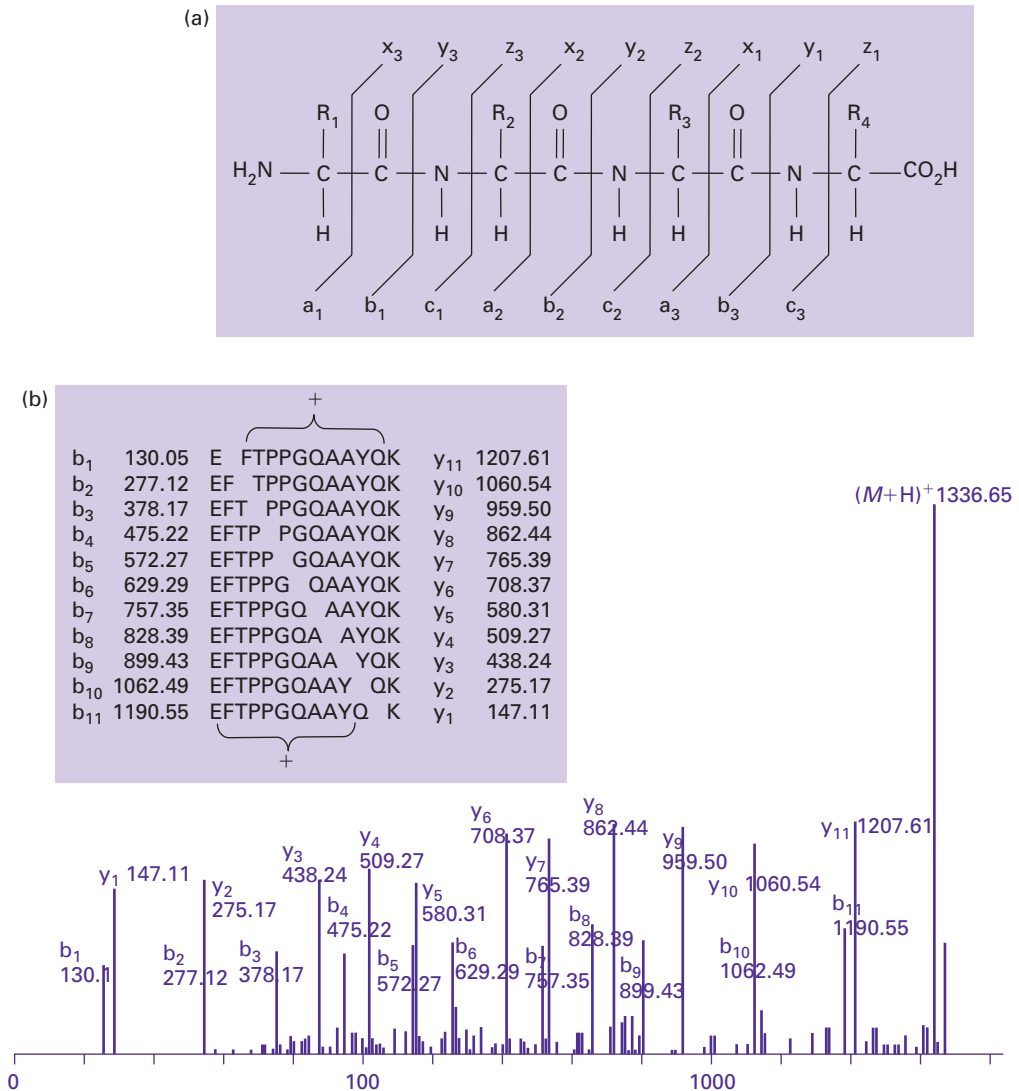 (a)
x3 y3 z3 x2 y2 z2 x1 y1 z1
R1 O R2 O R3 O R4
H2N C C N C C N C C N C CO2H
H H H H H H H
a1 b1 c1 a2 b2 c2 a3 b3 c3
(b)
+
b1 130.05 E FTPPGQAAYQK y11 1207.61
b2 277.12 EF TPPGQAAYQK y10 1060.54
b3 378.17 EFT PPGQAAYQK y9 959.50
b4 475.22 EFTP PGQAAYQK y8 862.44
b5 572.27 EFTPP GQAAYQK y7 765.39
b6 629.29 EFTPPG QAAYQK y6 708.37
b7 757.35 EFTPPGQ AAYQK y5 580.31
b8 828.39 EFTPPGQA AYQK y4 509.27
b9 899.43 EFTPPGQAA YQK y3 438.24
b10 1062.49 EFTPPGQAAY QK y2 275.17
b11 1190.55 EFTPPGQAAYQ K y1 147.11
+
(M+H)+ 1336.65
y1 147.11
y2
275.17
y3
438.24
y4
509.27
y5
580.31
y6
708.37
y7
765.39
y8
862.44
y9
959.50
y10 1060.54
y11 1207.61
b1
130.1
b2
277.12
b3
378.17
b4
475.22
b5
572.27
b6
629.29
b7
757.35
b8
828.39
b9
899.43
b10
1062.49
b11
1190.55
0 100 1000